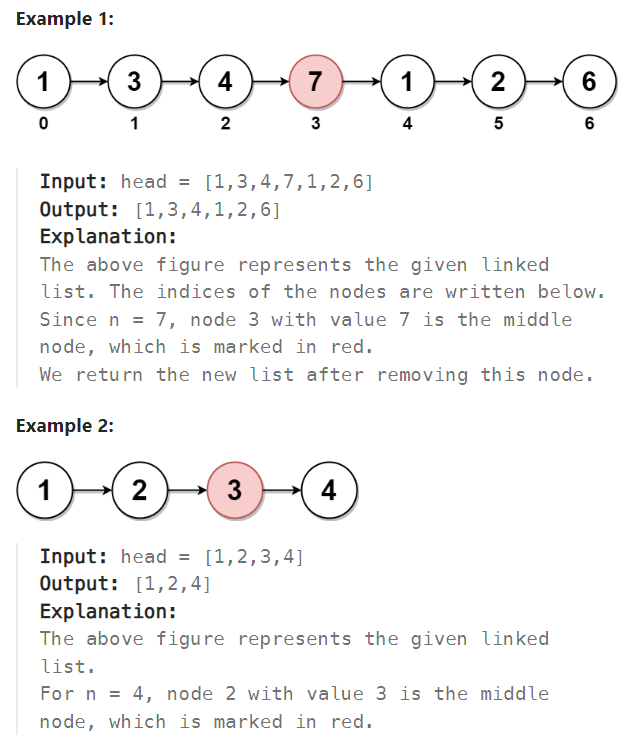 Example 1:
1 3 4 7 1 2 6
0 1 2 3 4 5 6
Input: head = [1,3,4,7,1,2,6]
Output: [1,3,4,1,2,6]
Explanation:
The above figure represents the given linked
list. The indices of the nodes are written below.
Since n = 7, node 3 with value 7 is the middle
node, which is marked in red.
We return the new list after removing this node.
Example 2:
1 2 3 4
Input: head = [1,2,3,4]
Output: [1,2,4]
Explanation:
The above figure represents the given linked
list.
For n = 4, node 2 with value 3 is the middle
node, which is marked in red.